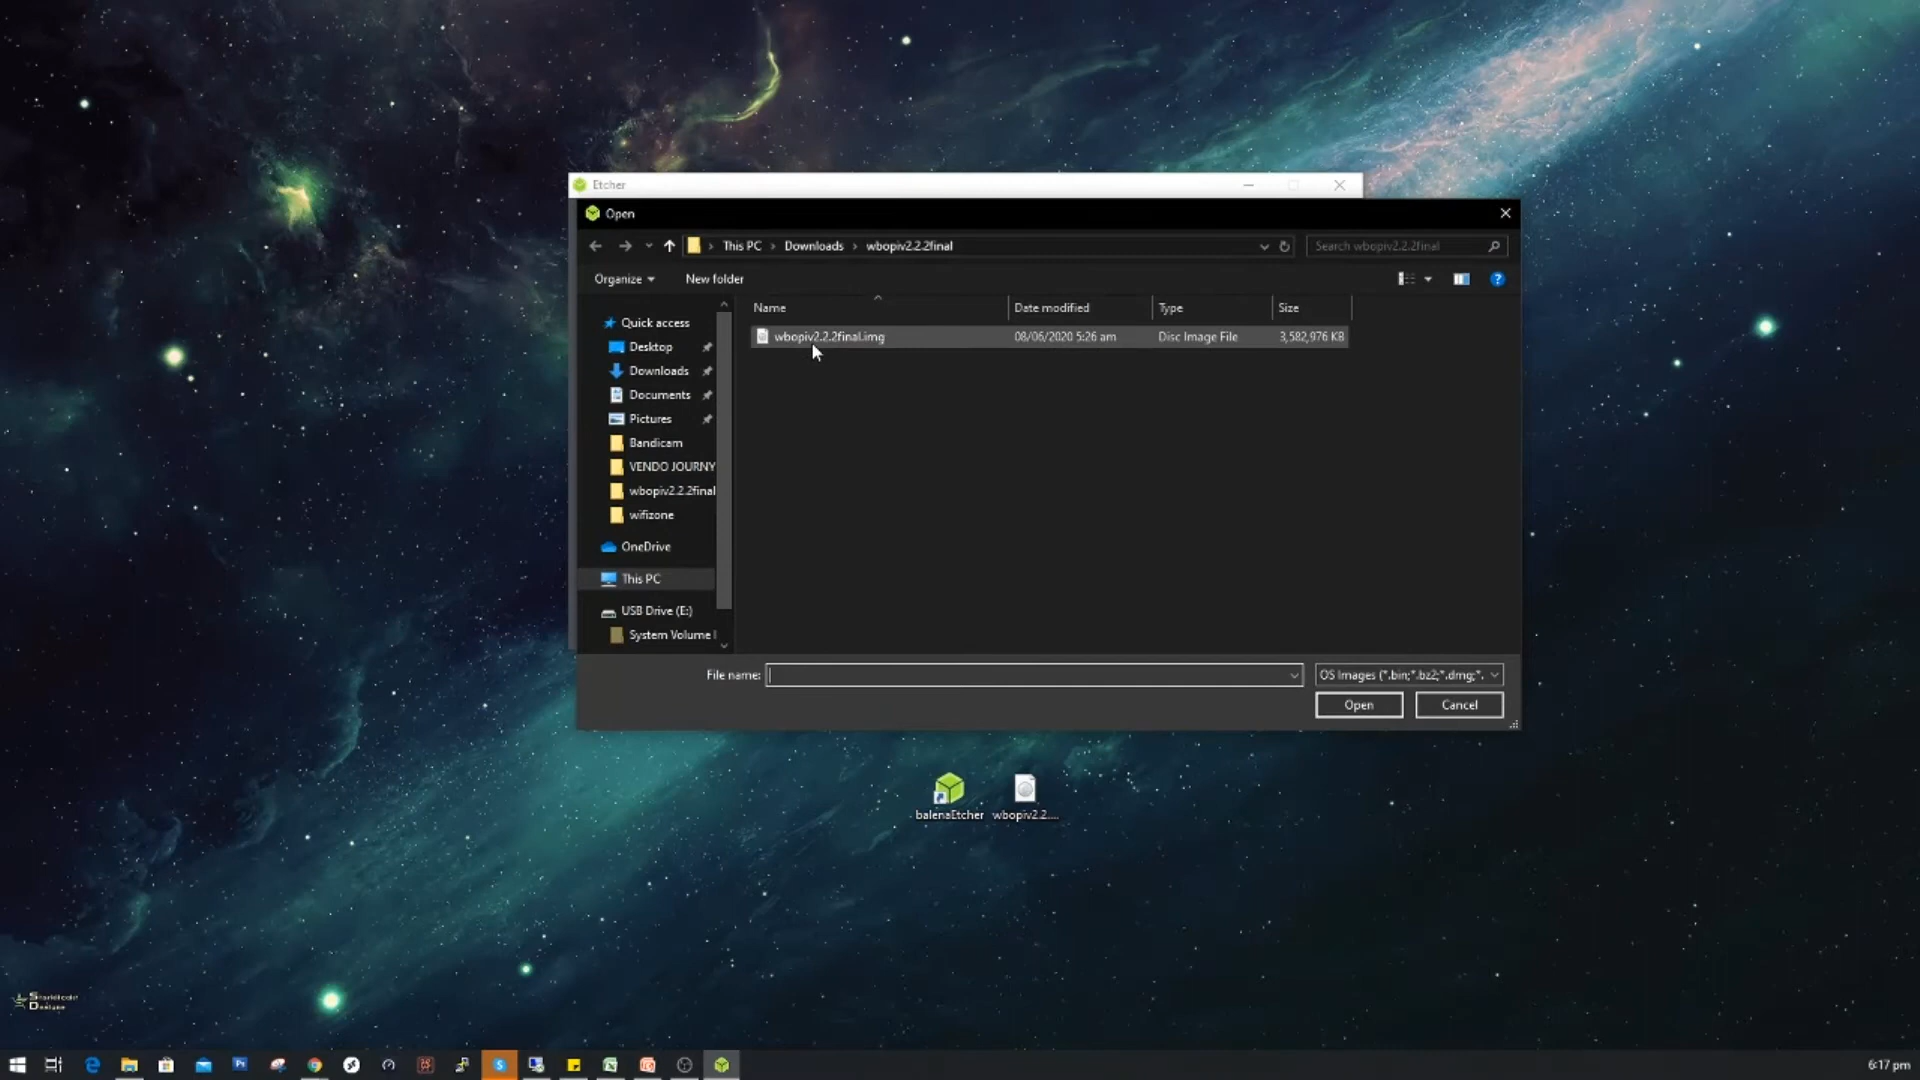 Etcher
Open
This PC > Downloads > wbopiv2.2.2final
Search wbopiv2.2.2final
Organize
New folder
Name
Date modified
Type
Size
wbopiv2.2.2final.img
08/06/2020 5:26 am
Disc Image File
3,582,976 KB
Quick access
Desktop
Downloads
Documents
Pictures
Bandicam
VENDO JOURNY
wbopiv2.2.2final
wifizone
OneDrive
This PC
USB Drive (E:)
System Volume I
File name:
OS Images (*.bin;*.bz2;*.dmg;*.
Open
Cancel
balenaEtcher
wbopiv2.2....
6:17 pm